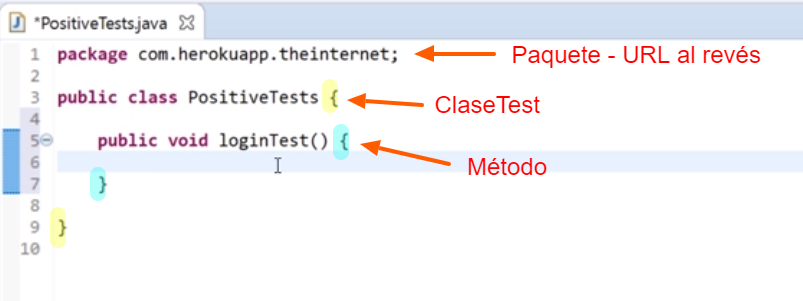 *PositiveTests.java
1 package com.herokuapp.theinternet; Paquete - URL al revés
2
3 public class PositiveTests { ClaseTest
4
5 public void loginTest() { Método
6
7 }
8
9 }
10